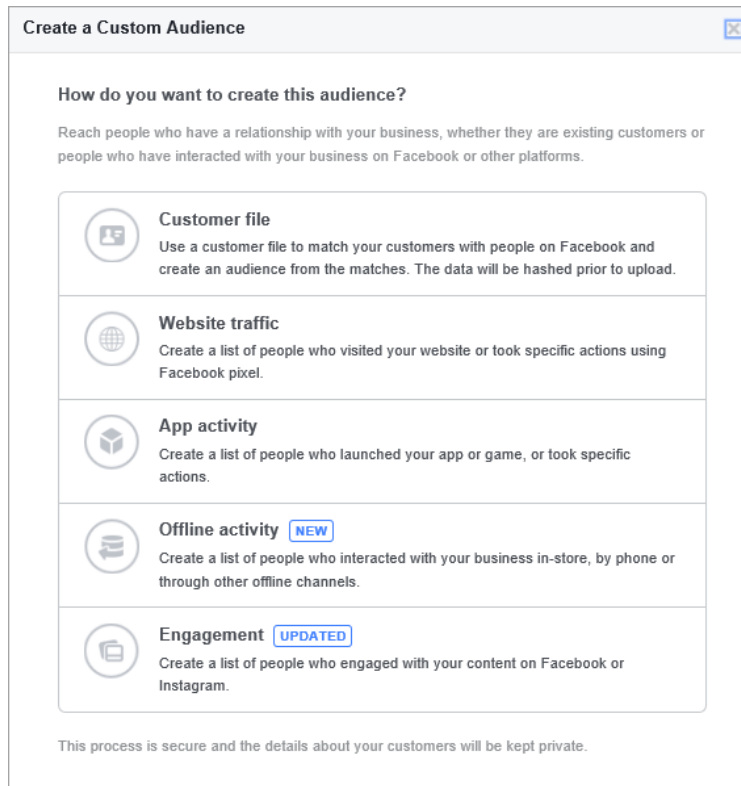 Create a Custom Audience
How do you want to create this audience?
Reach people who have a relationship with your business, whether they are existing customers or
people who have interacted with your business on Facebook or other platforms.
Customer file
Use a customer file to match your customers with people on Facebook and
create an audience from the matches. The data will be hashed prior to upload.
Website traffic
Create a list of people who visited your website or took specific actions using
Facebook pixel.
App activity
Create a list of people who launched your app or game, or took specific
actions.
Offline activity NEW
Create a list of people who interacted with your business in-store, by phone or
through other offline channels.
Engagement UPDATED
Create a list of people who engaged with your content on Facebook or
Instagram.
This process is secure and the details about your customers will be kept private.